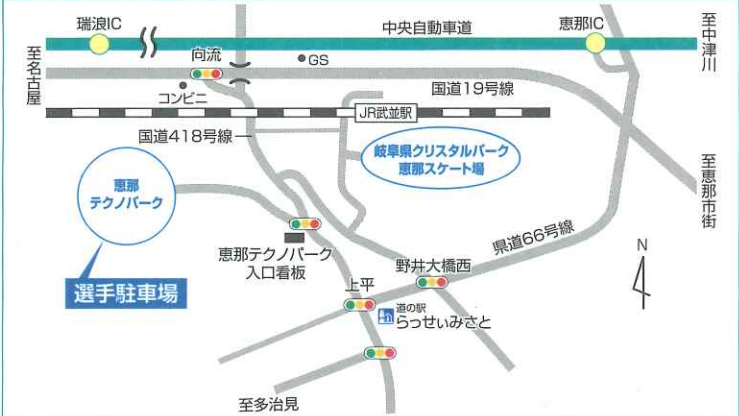 瑞浪IC
中央自動車道
恵那IC
至中津川
至名古屋
向流
GS
コンビニ
国道19号線
JR武並駅
国道418号線
岐阜県クリスタルパーク
恵那スケート場
至恵那市街
恵那
テクノパーク
選手駐車場
恵那テクノパーク
入口看板
県道66号線
N
野井大橋西
上平
道の駅
らっせぃみさと
至多治見